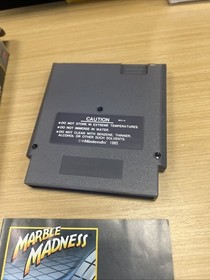 CAUTION
• DO NOT STORE IN EXTREME TEMPERATURES.
• DO NOT IMMERSE IN WATER.
• DO NOT CLEAN WITH BENZENE, THINNER,
ALCOHOL OR OTHER SUCH SOLVENTS.
Nintendo 1985
MARBLE
MADNESS